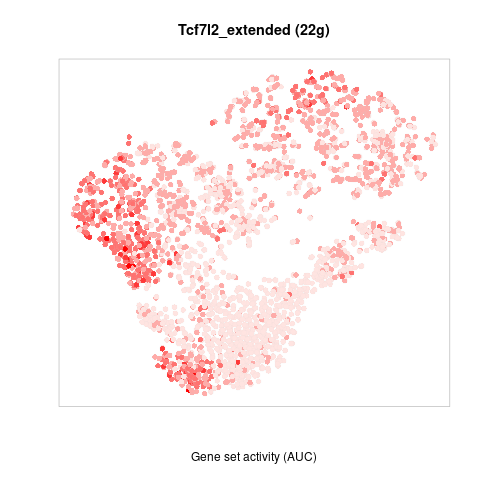 Tcf7l2_extended (22g)
Gene set activity (AUC)